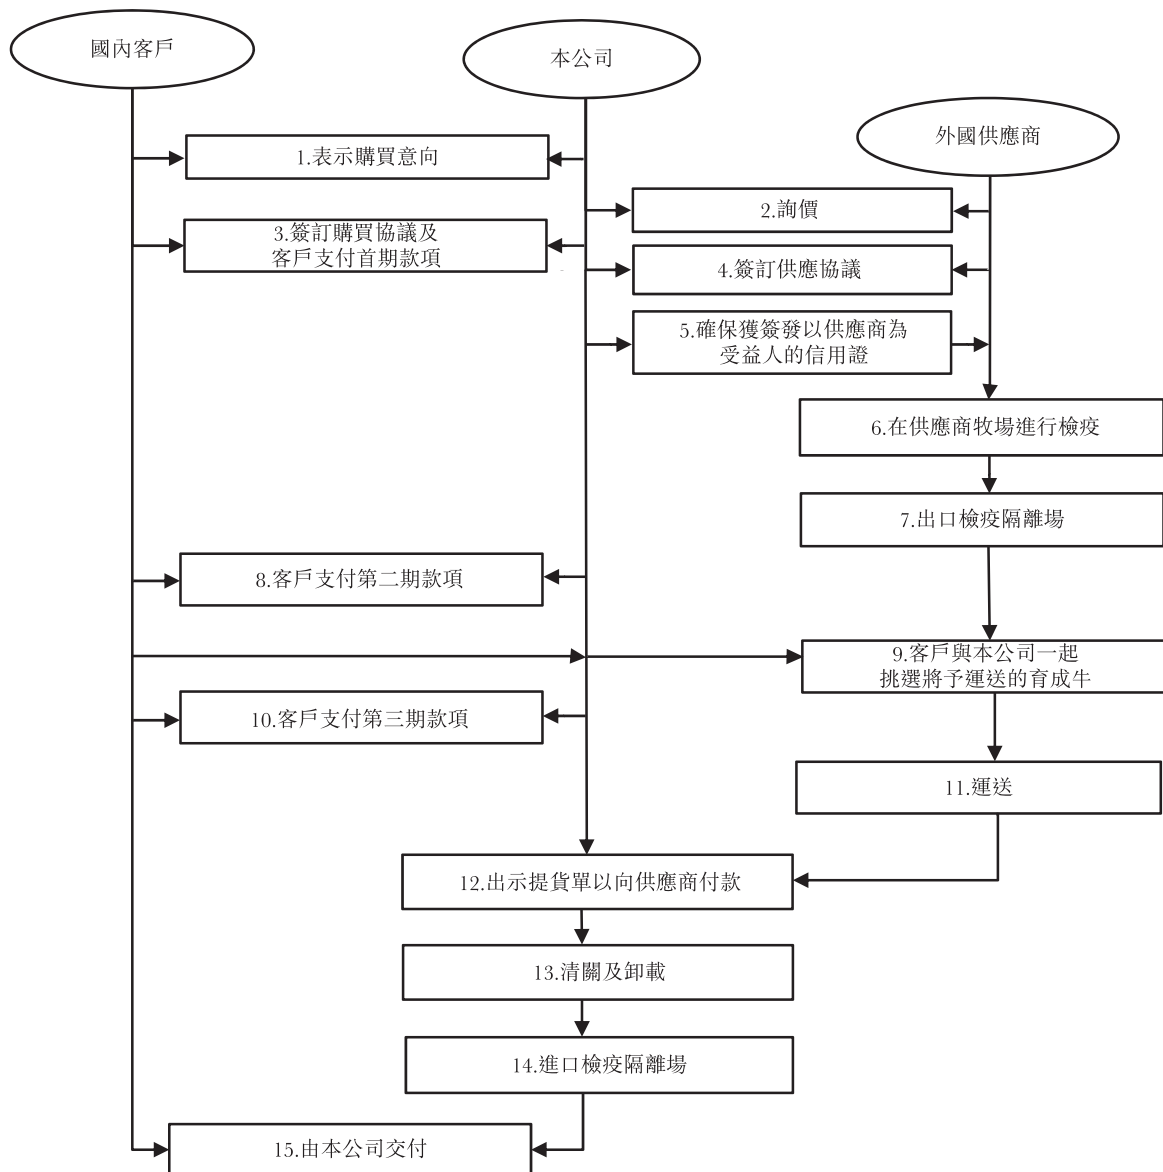 國內客戶
本公司
外國供應商
1.表示購買意向
2.詢價
3.簽訂購買協議及
客戶支付首期款項
4.簽訂供應協議
5.確保獲簽發以供應商為
受益人的信用證
6.在供應商牧場進行檢疫
7.出口檢疫隔離場
8.客戶支付第二期款項
9.客戶與本公司一起
挑選將予運送的育成牛
10.客戶支付第三期款項
11.運送
12.出示提貨單以向供應商付款
13.清關及卸載
14.進口檢疫隔離場
15.由本公司交付